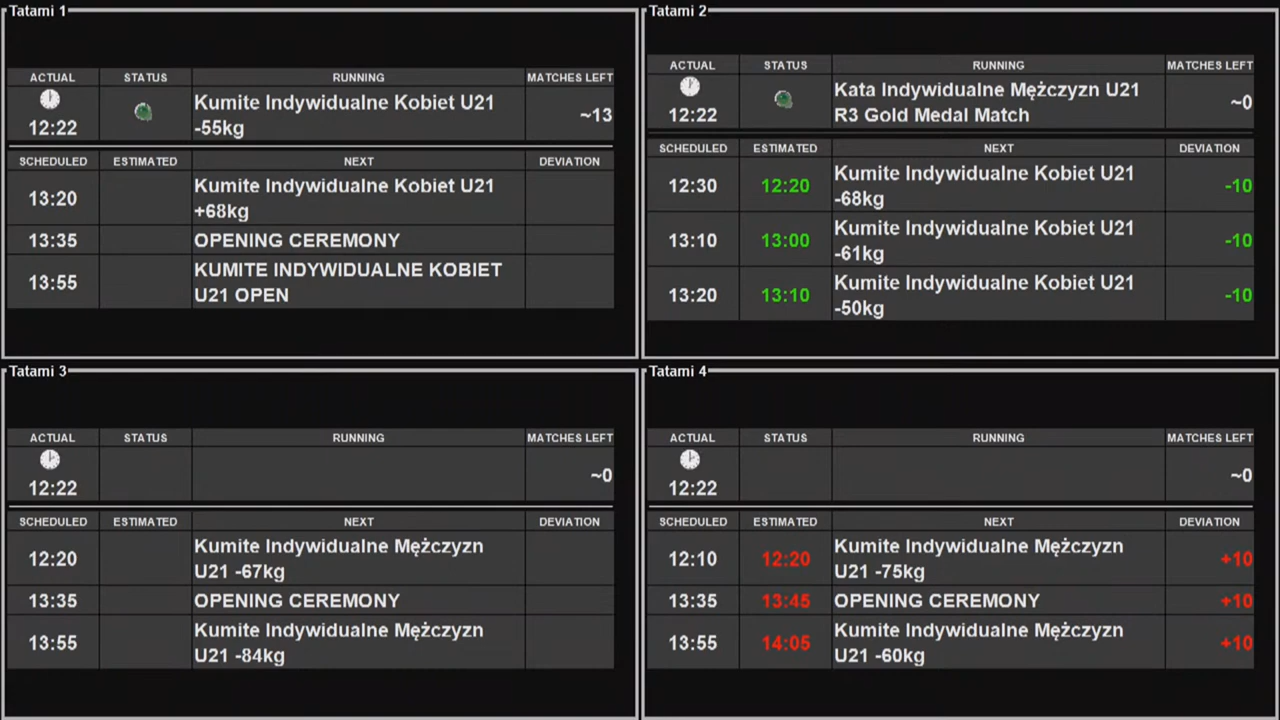 Tatami 1
ACTUAL STATUS RUNNING MATCHES LEFT
12:22 Kumite Indywidualne Kobiet U21
-55kg ~13
SCHEDULED ESTIMATED NEXT DEVIATION
13:20 Kumite Indywidualne Kobiet U21
+68kg
13:35 OPENING CEREMONY
13:55 KUMITE INDYWIDUALNE KOBIET
U21 OPEN
Tatami 2
ACTUAL STATUS RUNNING MATCHES LEFT
12:22 Kata Indywidualne Mężczyzn U21
R3 Gold Medal Match ~0
SCHEDULED ESTIMATED NEXT DEVIATION
12:30 12:20 Kumite Indywidualne Kobiet U21
-68kg -10
13:10 13:00 Kumite Indywidualne Kobiet U21
-61kg -10
13:20 13:10 Kumite Indywidualne Kobiet U21
-50kg -10
Tatami 3
ACTUAL STATUS RUNNING MATCHES LEFT
12:22 ~0
SCHEDULED ESTIMATED NEXT DEVIATION
12:20 Kumite Indywidualne Mężczyzn
U21 -67kg
13:35 OPENING CEREMONY
13:55 Kumite Indywidualne Mężczyzn
U21 -84kg
Tatami 4
ACTUAL STATUS RUNNING MATCHES LEFT
12:22 ~0
SCHEDULED ESTIMATED NEXT DEVIATION
12:10 12:20 Kumite Indywidualne Mężczyzn
U21 -75kg +10
13:35 13:45 OPENING CEREMONY +10
13:55 14:05 Kumite Indywidualne Mężczyzn
U21 -60kg +10